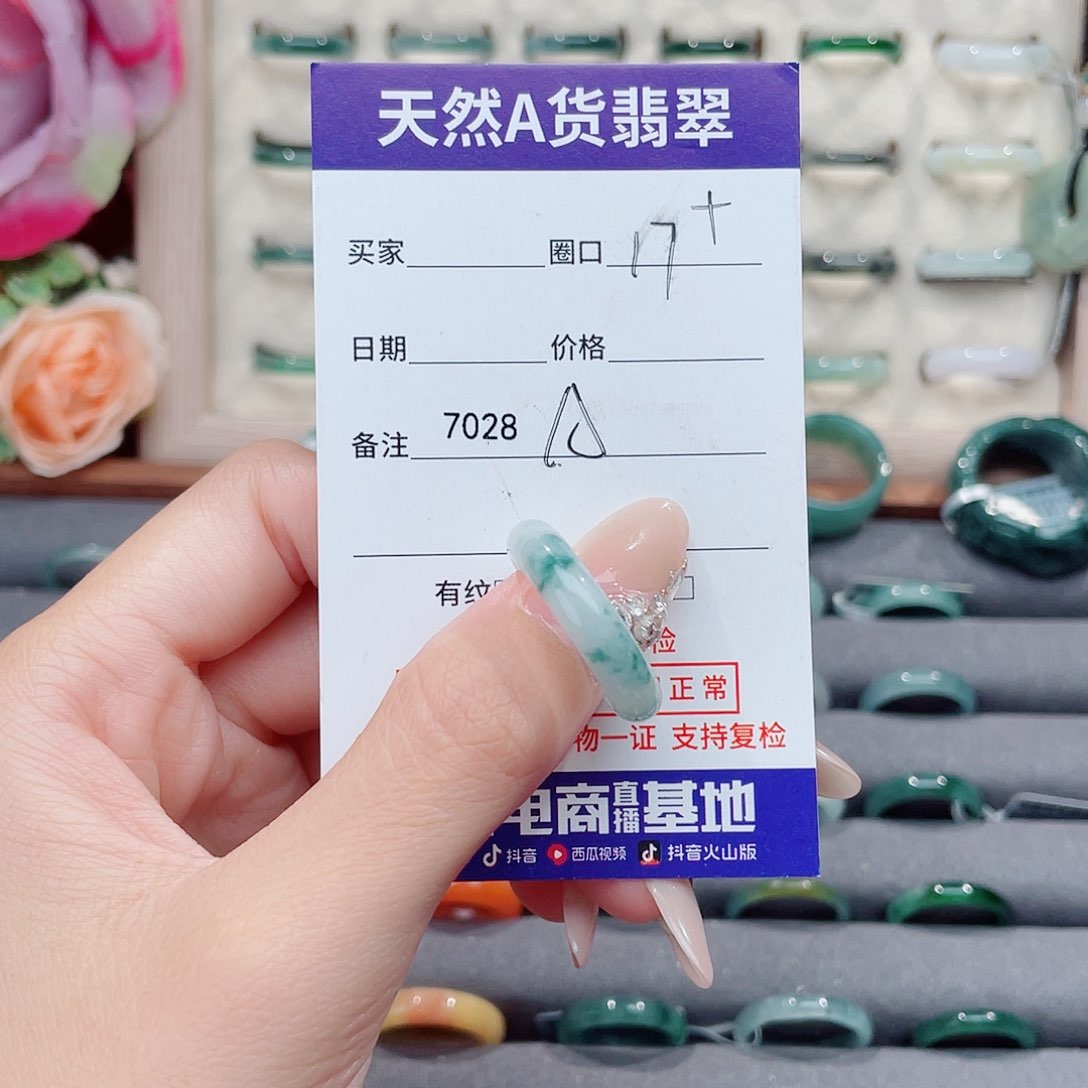 天然A货翡翠
买家 圈口 17+
日期 价格
备注 7028
有纹
检
正常
物一证 支持复检
电商直播基地
抖音 西瓜视频 抖音火山版